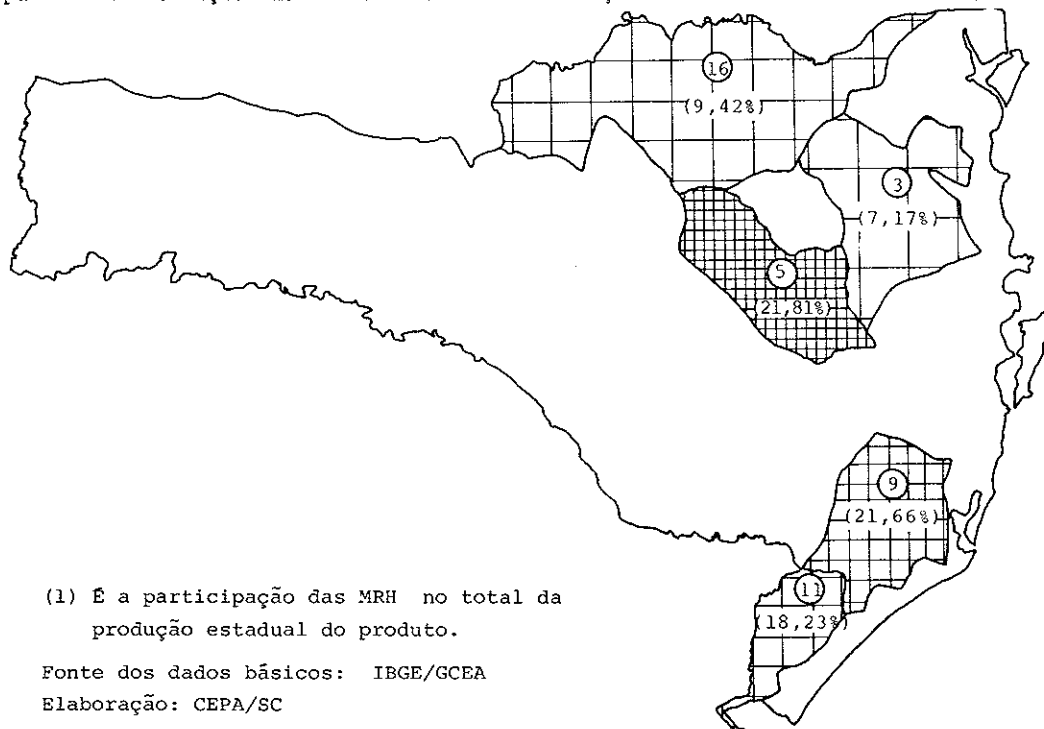 16
(9,42%)
3
(7,17%)
5
(21,81%)
9
(21,66%)
11
(18,23%)
(1) É a participação das MRH no total da
produção estadual do produto.
Fonte dos dados básicos: IBGE/GCEA
Elaboração: CEPA/SC